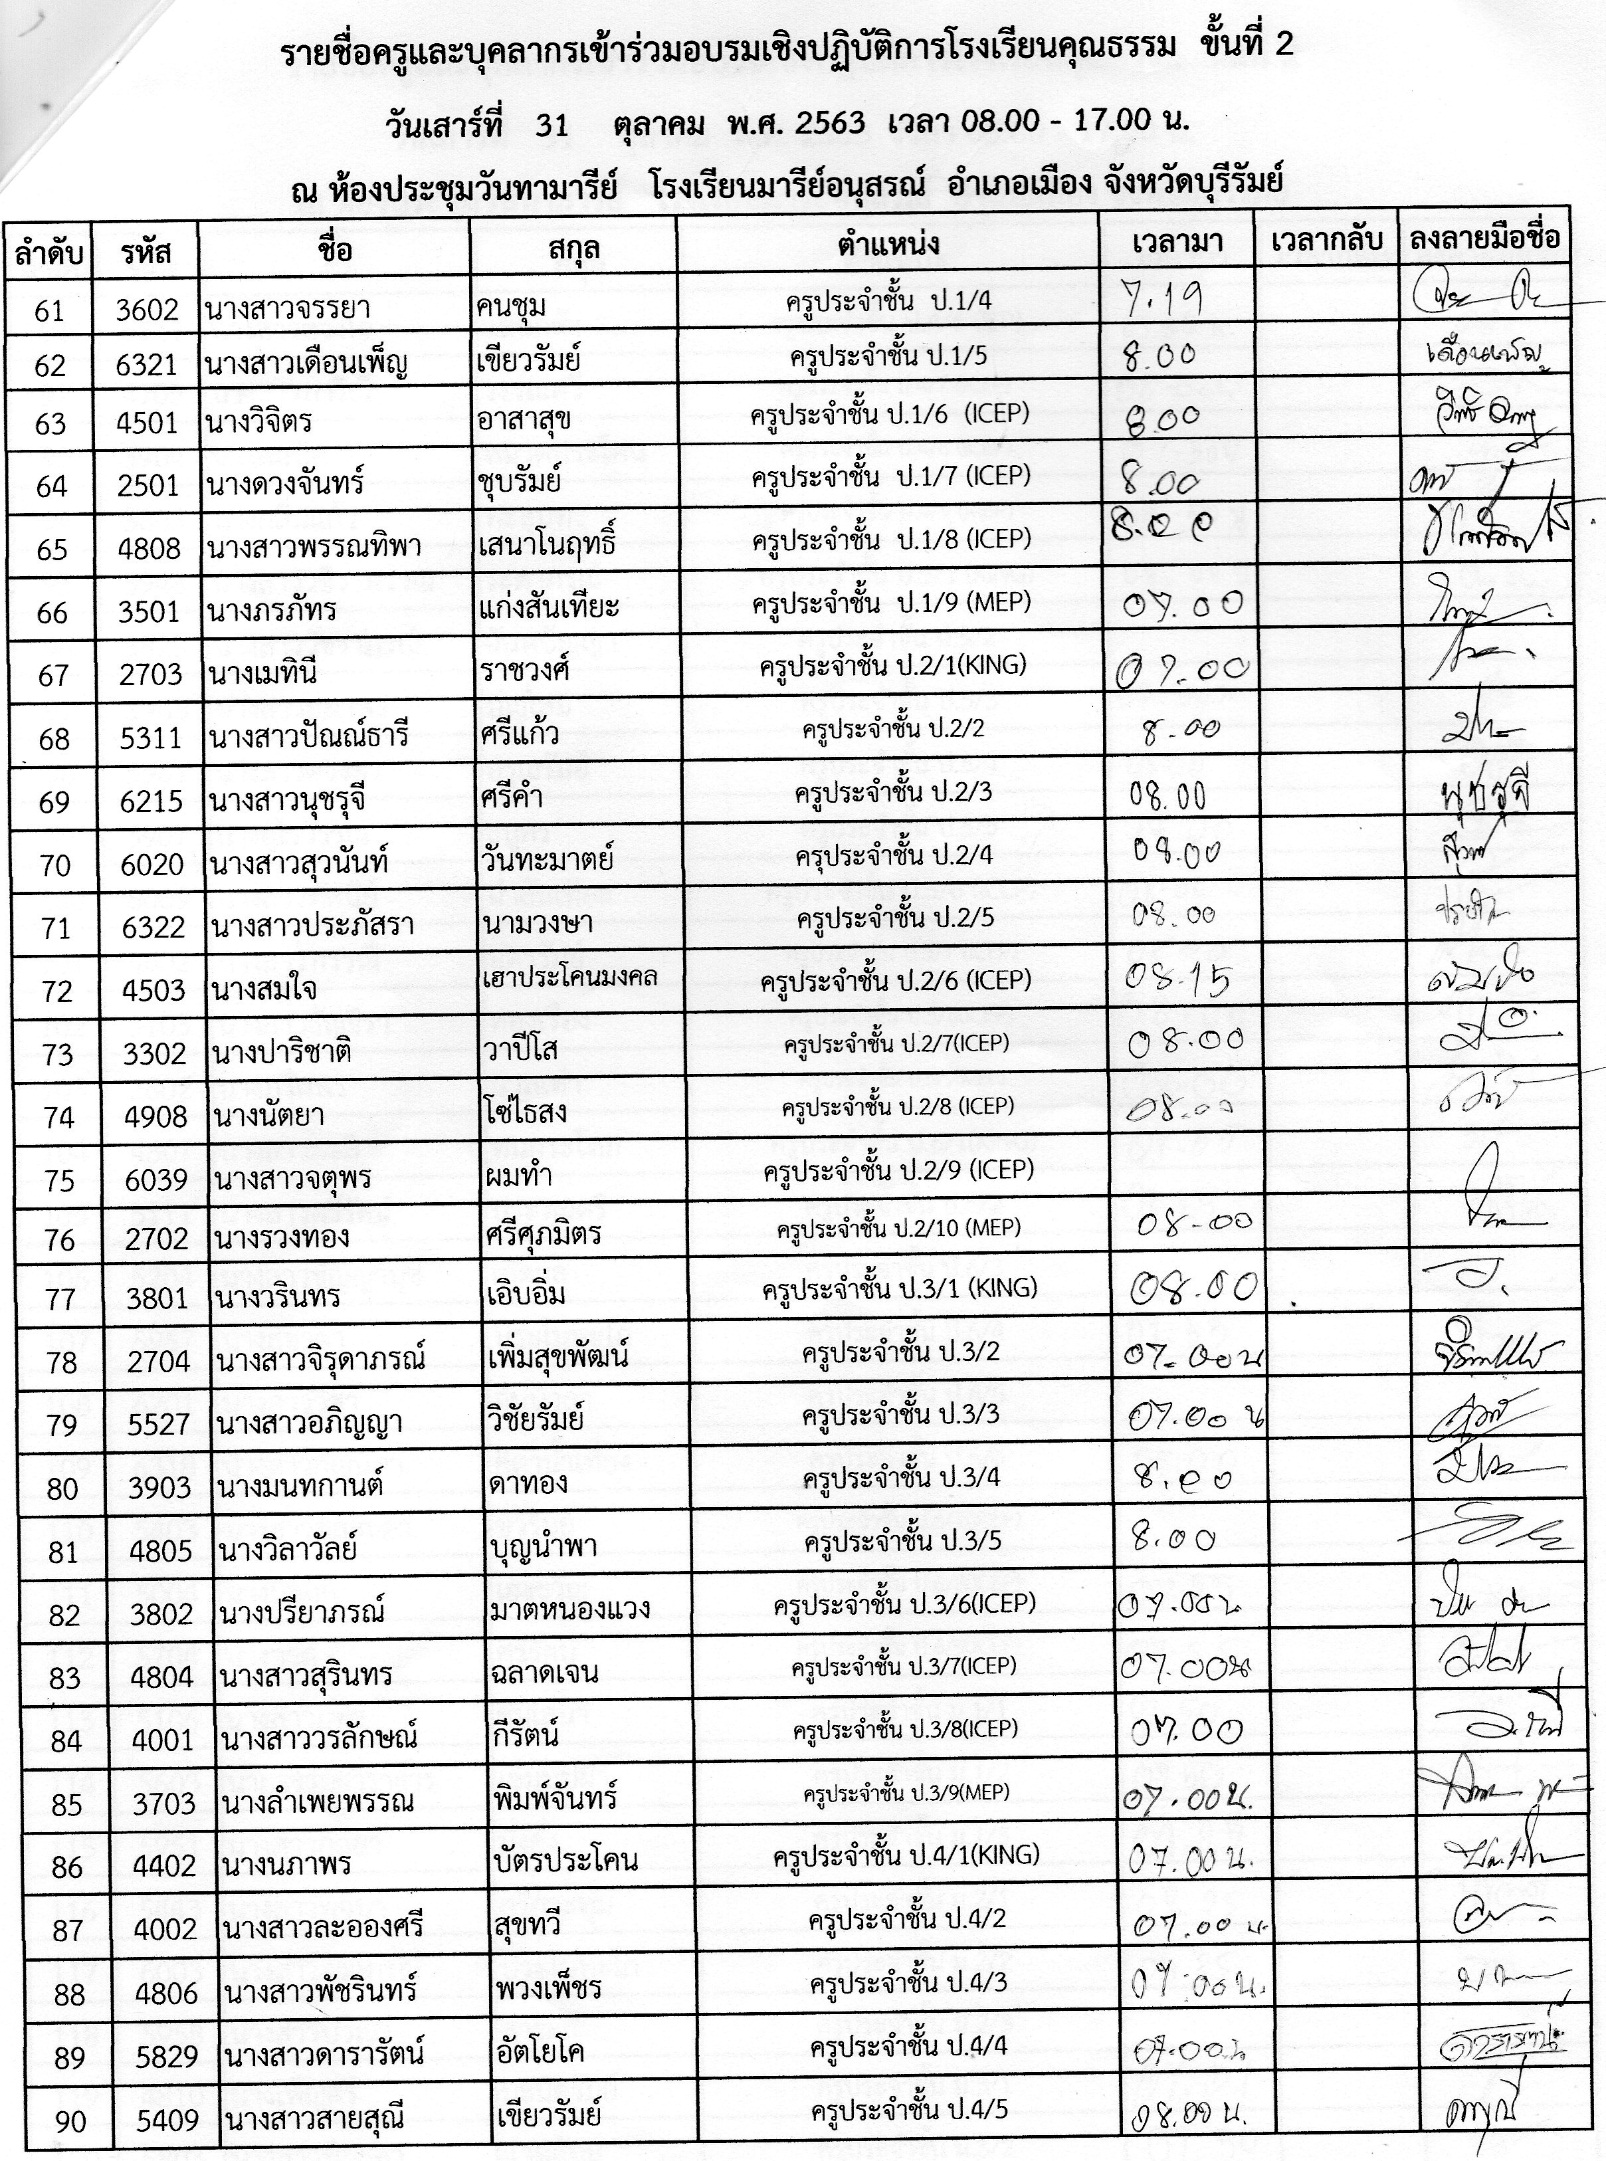 รายชื่อครูและบุคลากรเข้าร่วมอบรมเชิงปฏิบัติการโรงเรียนคุณธรรม ขั้นที่ 2
วันเสาร์ที่ 31 ตุลาคม พ.ศ. 2563 เวลา 08.00 - 17.00 น.
ณ ห้องประชุมวันทามารีย์ โรงเรียนมารีย์อนุสรณ์ อำเภอเมือง จังหวัดบุรีรัมย์
ลำดับ รหัส ชื่อ สกุล ตำแหน่ง เวลามา เวลากลับ ลงลายมือชื่อ
61 3602 นางสาวจรรยา คนชุม ครูประจำชั้น ป.1/4 7.19
62 6321 นางสาวเดือนเพ็ญ เขียวรัมย์ ครูประจำชั้น ป.1/5 8.00 เดือนเพ็ญ
63 4501 นางวิจิตร อาสาสุข ครูประจำชั้น ป.1/6 (ICEP) 8.00
64 2501 นางดวงจันทร์ ชุบรัมย์ ครูประจำชั้น ป.1/7 (ICEP) 8.00
65 4808 นางสาวพรรณทิพา เสนาโนฤทธิ์ ครูประจำชั้น ป.1/8 (ICEP) 8.00
66 3501 นางภรภัทร แก่งสันเทียะ ครูประจำชั้น ป.1/9 (MEP) 07.00
67 2703 นางเมทินี ราชวงศ์ ครูประจำชั้น ป.2/1(KING) 07.00
68 5311 นางสาวปัณณ์ธารี ศรีแก้ว ครูประจำชั้น ป.2/2 8.00
69 6215 นางสาวนุชรุจี ศรีคำ ครูประจำชั้น ป.2/3 08.00 นุชรุจี
70 6020 นางสาวสุวนันท์ วันทะมาตย์ ครุประจำชั้น ป.2/4 08.00
71 6322 นางสาวประภัสรา นามวงษา ครูประจำชั้น ป.2/5 08.00
72 4503 นางสมใจ เฮาประโคนมงคล ครูประจำชั้น ป.2/6 (ICEP) 08.15 สมใจ
73 3302 นางปาริชาติ วาปีโส ครูประจำชั้น ป.2/7(ICEP) 08.00
74 4908 นางนัตยา โซ่ไธสง ครูประจำชั้น ป.2/8 (ICEP) 08.00
75 6039 นางสาวจตุพร ผมทำ ครูประจำชั้น ป.2/9 (ICEP)
76 2702 นางรวงทอง ศรีศุภมิตร ครูประจำชั้น ป.2/10 (MEP) 08-00
77 3801 นางวรินทร เอิบอิ่ม ครูประจำชั้น ป.3/1 (KING) 08.00
78 2704 นางสาวจิรุดาภรณ์ เพิ่มสุขพัฒน์ ครูประจำชั้น ป.3/2 07.00น
79 5527 นางสาวอภิญญา วิชัยรัมย์ ครูประจำชั้น ป.3/3 07.00 น
80 3903 นางมนทกานต์ ดาทอง ครูประจำชั้น ป.3/4 8.00
81 4805 นางวิลาวัลย์ บุญนำพา ครูประจำชั้น ป.3/5 8.00
82 3802 นางปรียาภรณ์ มาตหนองแวง ครูประจำชั้น ป.3/6(ICEP) 07.00น
83 4804 นางสาวสุรินทร ฉลาดเจน ครูประจำชั้น ป.3/7(ICEP) 07.00น
84 4001 นางสาววรลักษณ์ กีรัตน์ ครูประจำชั้น ป.3/8(ICEP) 07.00
85 3703 นางลำเพยพรรณ พิมพ์จันทร์ ครูประจำชั้น ป.3/9(MEP) 07.00น.
86 4402 นางนภาพร บัตรประโคน ครูประจำชั้น ป.4/1(KING) 07.00 น.
87 4002 นางสาวละอองศรี สุขทวี ครูประจำชั้น ป.4/2 07.00 น.
88 4806 นางสาวพัชรินทร์ พวงเพ็ชร ครูประจำชั้น ป.4/3 07.00น.
89 5829 นางสาวดารารัตน์ อัตโยโค ครูประจำชั้น ป.4/4 07.00น ดารารัตน์
90 5409 นางสาวสายสุณี เขียวรัมย์ ครูประจำชั้น ป.4/5 08.00 น.